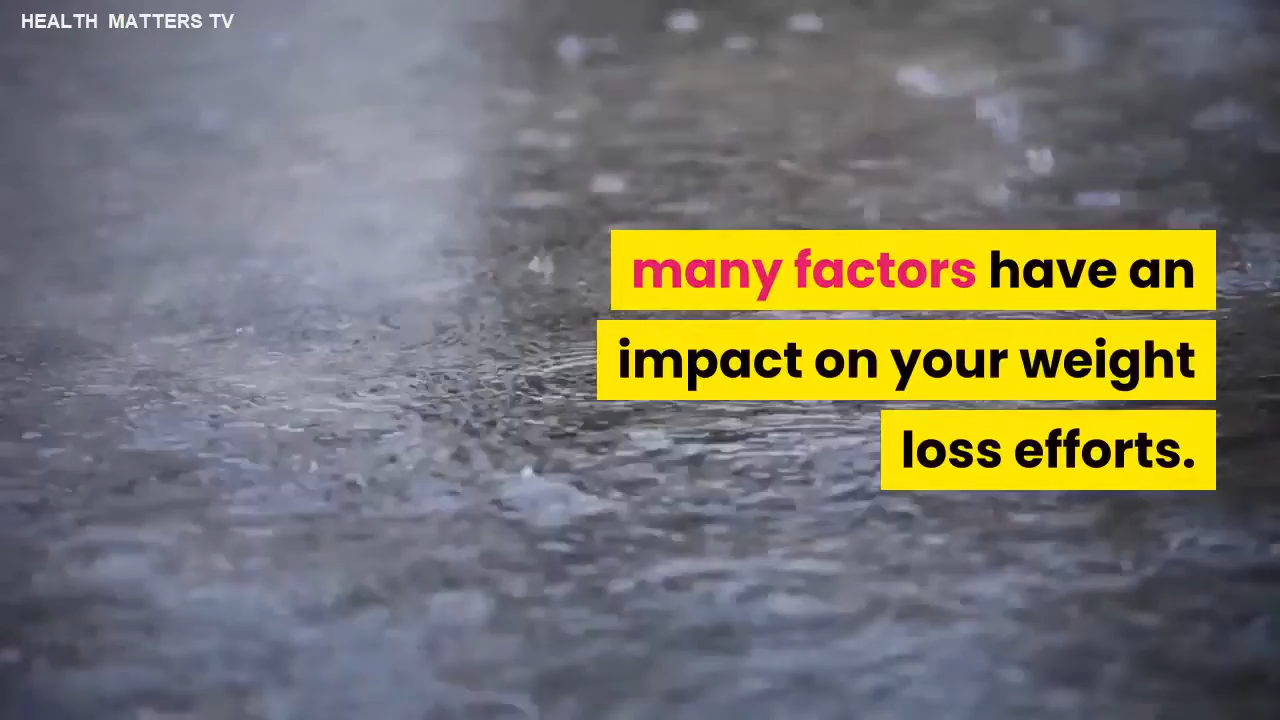 HEALTH MATTERS TV
many factors have an
impact on your weight
loss efforts.